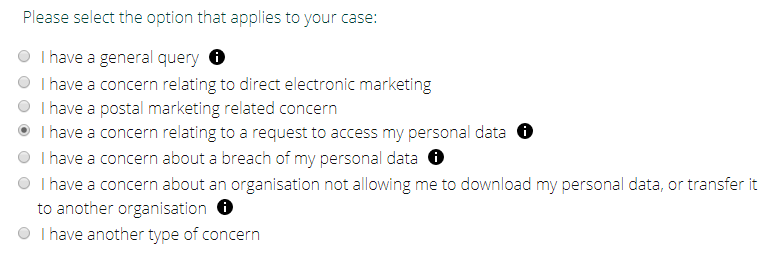 Please select the option that applies to your case:
I have a general query
I have a concern relating to direct electronic marketing
I have a postal marketing related concern
I have a concern relating to a request to access my personal data
I have a concern about a breach of my personal data
I have a concern about an organisation not allowing me to download my personal data, or transfer it
to another organisation
I have another type of concern